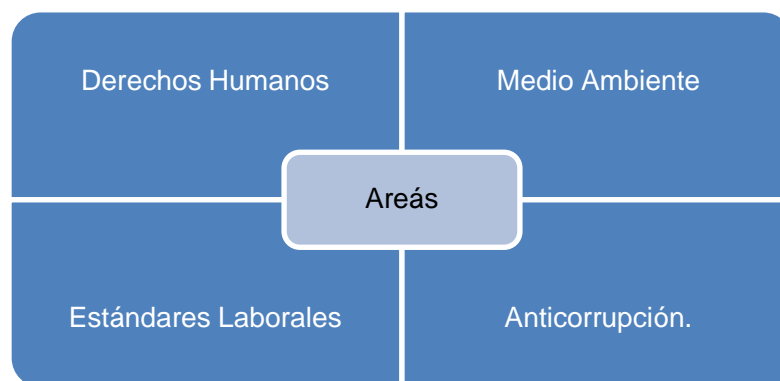 Derechos Humanos
Medio Ambiente
Areás
Estándares Laborales
Anticorrupción.